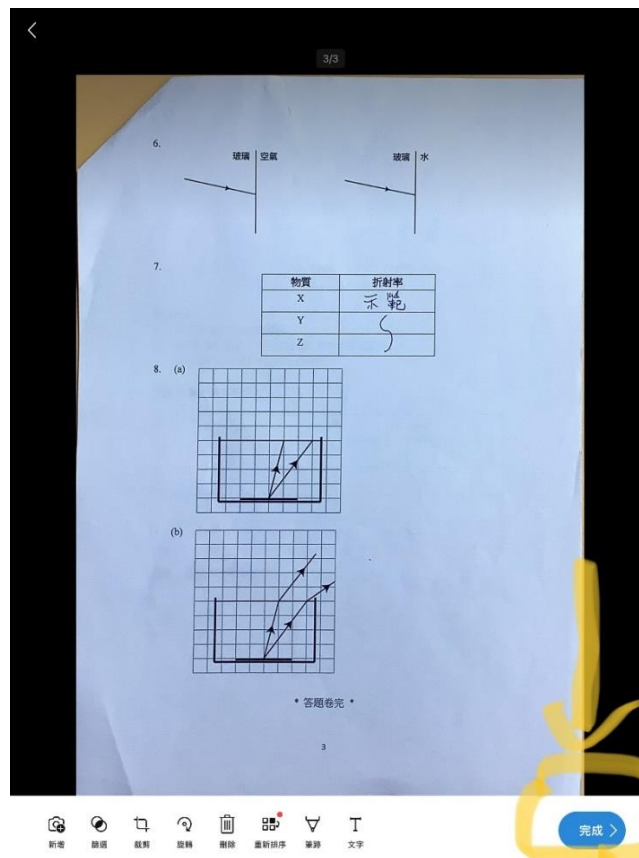 3/3
6.
玻璃 空氣
玻璃 水
7.
物質 折射率
X 示範
Y
Z
8. (a)
(b)
* 答題卷完 *
3
新增 篩選 裁剪 旋轉 刪除 重新排序 筆跡 文字
完成